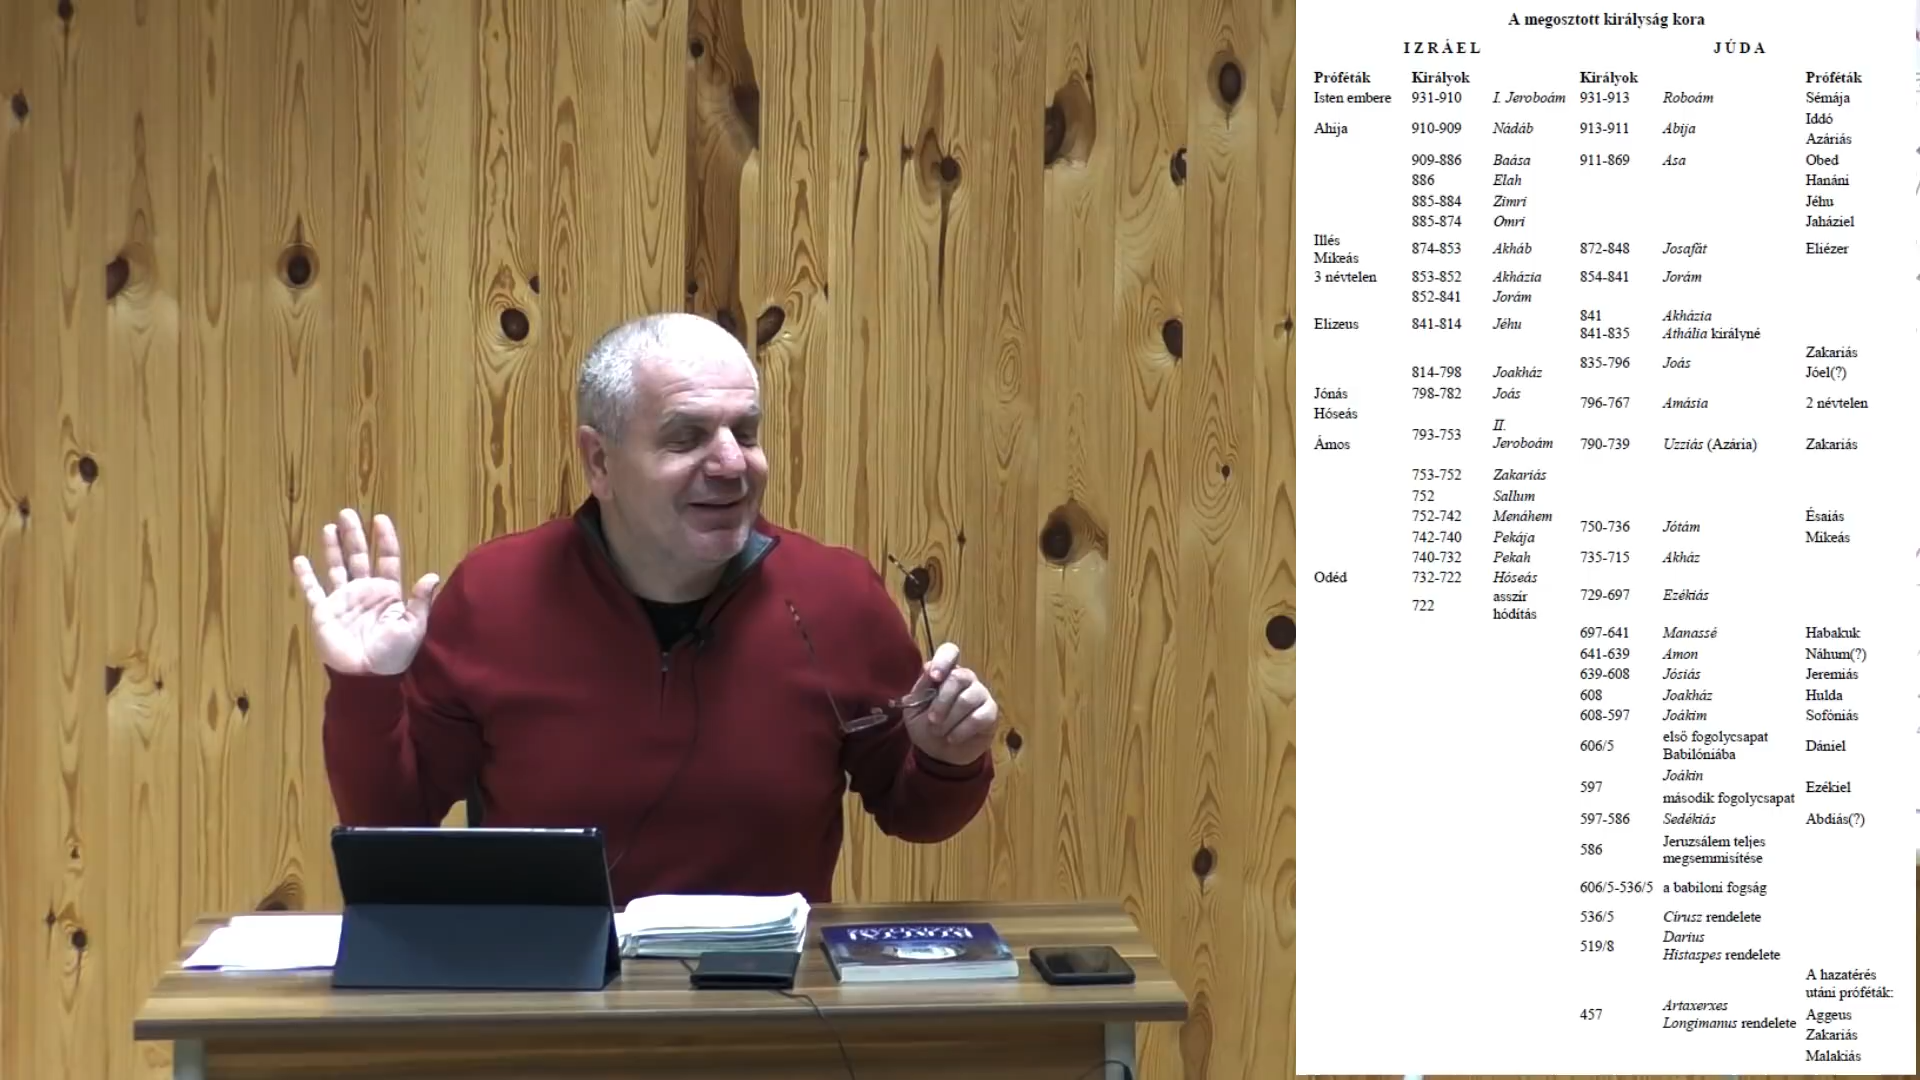 A megosztott királyság kora
IZRÁEL JÚDA
Próféták Királyok Királyok Próféták
Isten embere 931-910 I. Jeroboám 931-913 Roboám Sémája
Iddó
Ahija 910-909 Nádáb 913-911 Abija
Azáriás
909-886 Baása 911-869 Asa Obed
886 Elah Hanáni
885-884 Zimri Jéhu
885-874 Omri Jaháziel
Illés
Mikeás
874-853 Akháb 872-848 Josafát Eliézer
3 névtelen 853-852 Akházia 854-841 Jorám
852-841 Jorám
Elizeus 841-814 Jéhu
841 Akházia
841-835 Athália királyné
835-796 Joás
Zakariás
814-798 Joakház Jóel(?)
Jónás 798-782 Joás
796-767 Amásia 2 névtelen
Hóseás
793-753 II. Jeroboám
Ámos 790-739 Uzziás (Azária) Zakariás
753-752 Zakariás
752 Sallum
752-742 Menáhem Ésaiás
750-736 Jótám
742-740 Pekája Mikeás
740-732 Pekah 735-715 Akház
Odéd 732-722 Hóseás
729-697 Ezékiás
722 asszír
hódítás
697-641 Manassé Habakuk
641-639 Amon Náhum(?)
639-608 Jósiás Jeremiás
608 Joakház Hulda
608-597 Joákim Sofóniás
606/5 első fogolycsapat
Babilóniába Dániel
597 Joákin Ezékiel
második fogolycsapat
597-586 Sedékiás Abdiás(?)
586 Jeruzsálem teljes
megsemmisítése
606/5-536/5 a babiloni fogság
536/5 Círusz rendelete
519/8 Darius
Histaspes rendelete
A hazatérés
utáni próféták:
457 Artaxerxes
Longimanus rendelete
Aggeus
Zakariás
Malakiás